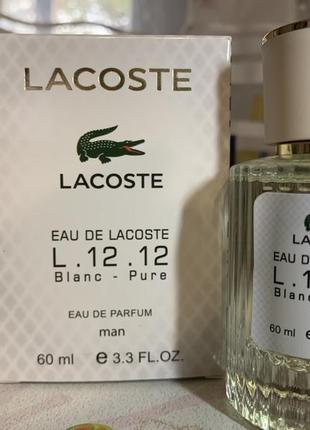 LACOSTE
LACOSTE
EAU DE LACOSTE
L.12.12
Blanc - Pure
EAU DE PARFUM
man
60 ml e 3.3 FL.OZ.
LA
EAU DE
L.1
Blanc
60 ml